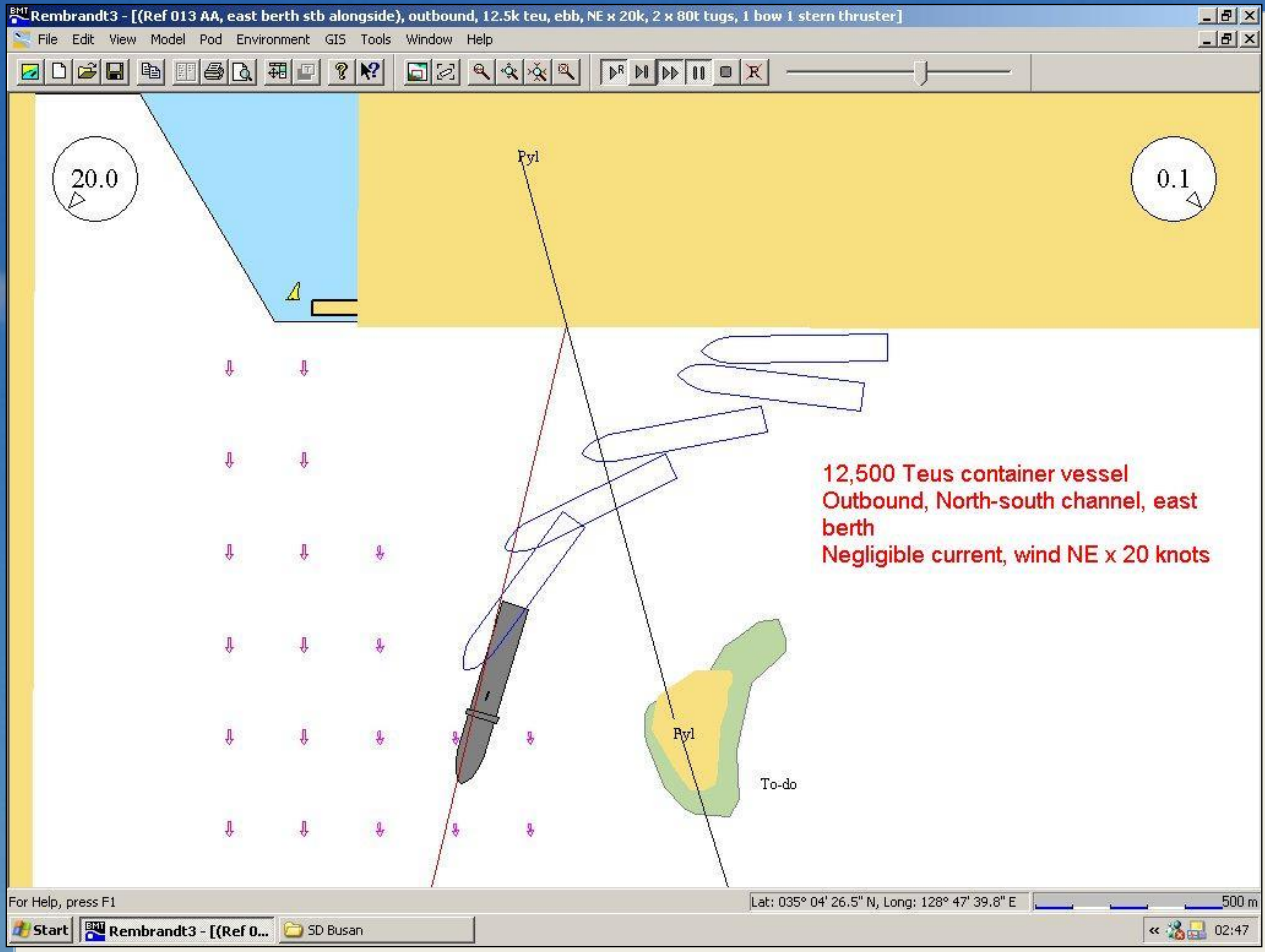 Rembrandt3 - [(Ref 013 AA, east berth stb alongside), outbound, 12.5k teu, ebb, NE x 20k, 2 x 80t tugs, 1 bow 1 stern thruster]
File Edit View Model Pod Environment GIS Tools Window Help
20.0
Pyl
0.1
12,500 Teus container vessel
Outbound, North-south channel, east
berth
Negligible current, wind NE x 20 knots
Pyl
To-do
For Help, press F1
Lat: 035° 04' 26.5" N, Long: 128° 47' 39.8" E
500 m
Start
Rembrandt3 - [(Ref 0...
SD Busan
02:47